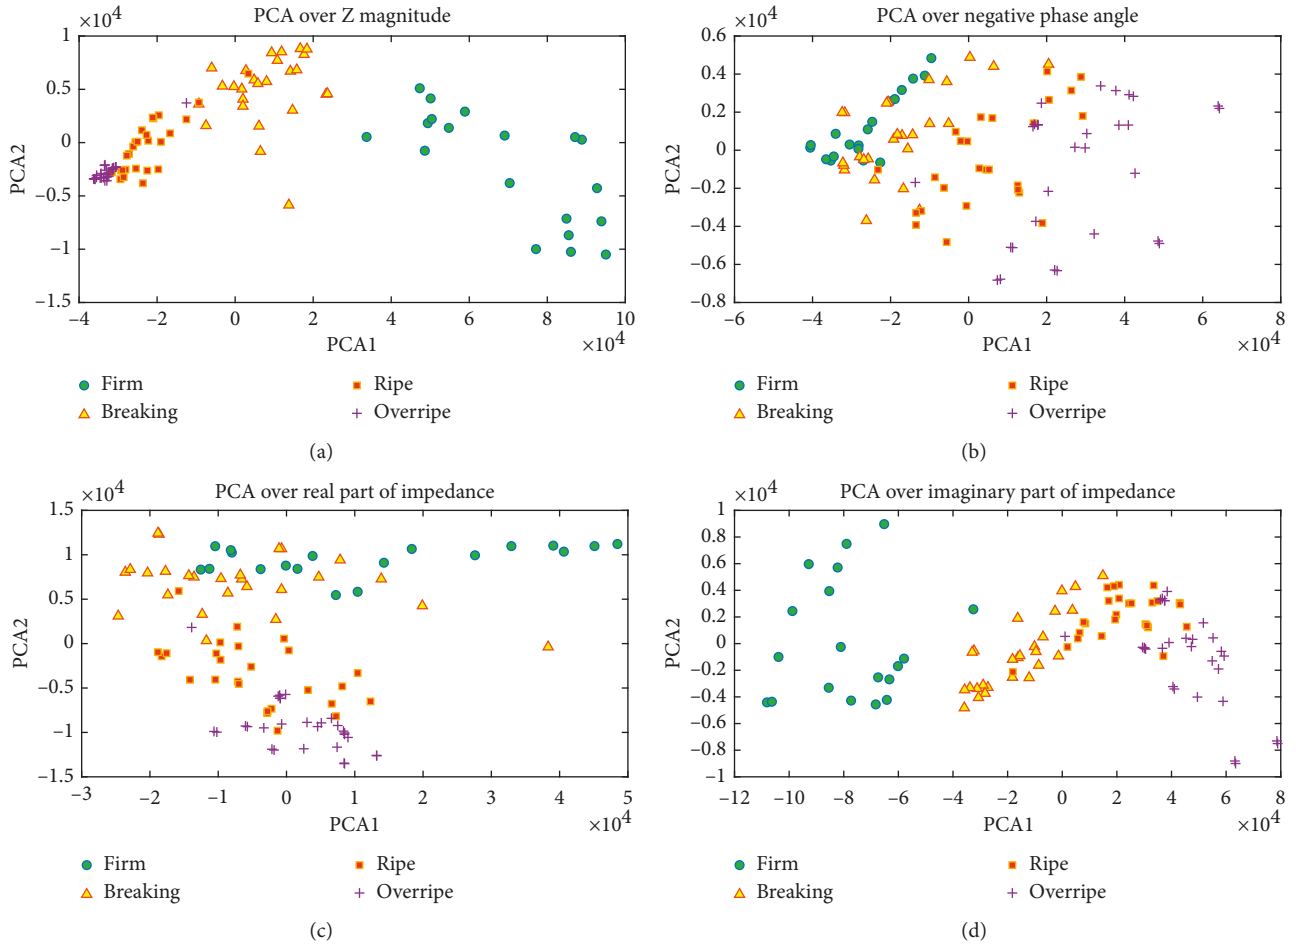 PCA over Z magnitude
×10⁴
1
0.5
0
−0.5
−1
−1.5
PCA2
−4 −2 0 2 4 6 8 10
PCA1
×10⁴
Firm
Ripe
Breaking
Overripe
(a)
PCA over negative phase angle
×10⁴
0.6
0.4
0.2
0
−0.2
−0.4
−0.6
−0.8
PCA2
−6 −4 −2 0 2 4 6 8
PCA1
×10⁴
Firm
Ripe
Breaking
Overripe
(b)
PCA over real part of impedance
×10⁴
1.5
1
0.5
0
−0.5
−1
−1.5
PCA2
−3 −2 −1 0 1 2 3 4 5
PCA1
×10⁴
Firm
Ripe
Breaking
Overripe
(c)
PCA over imaginary part of impedance
×10⁴
1
0.8
0.6
0.4
0.2
0
−0.2
−0.4
−0.6
−0.8
−1
PCA2
−12 −10 −8 −6 −4 −2 0 2 4 6 8
PCA1
×10⁴
Firm
Ripe
Breaking
Overripe
(d)